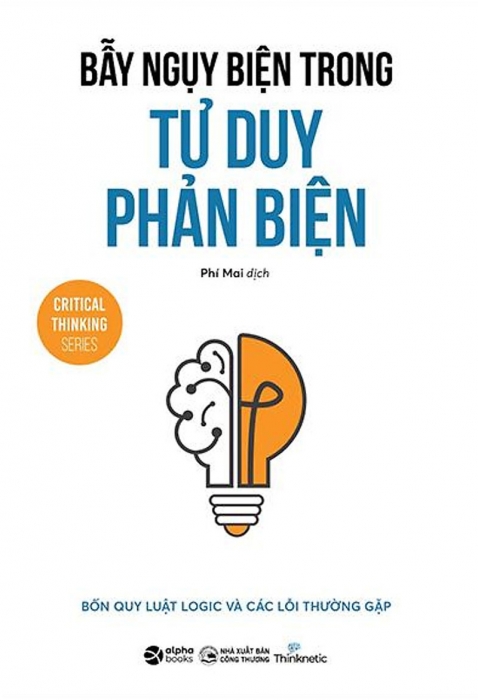 BẪY NGỤY BIỆN TRONG
TƯ DUY
PHẢN BIỆN
Phí Mai dịch
CRITICAL
THINKING
SERIES
BỐN QUY LUẬT LOGIC VÀ CÁC LỖI THƯỜNG GẶP
alpha
books
NHÀ XUẤT BẢN
CÔNG THƯƠNG
Thinknetic